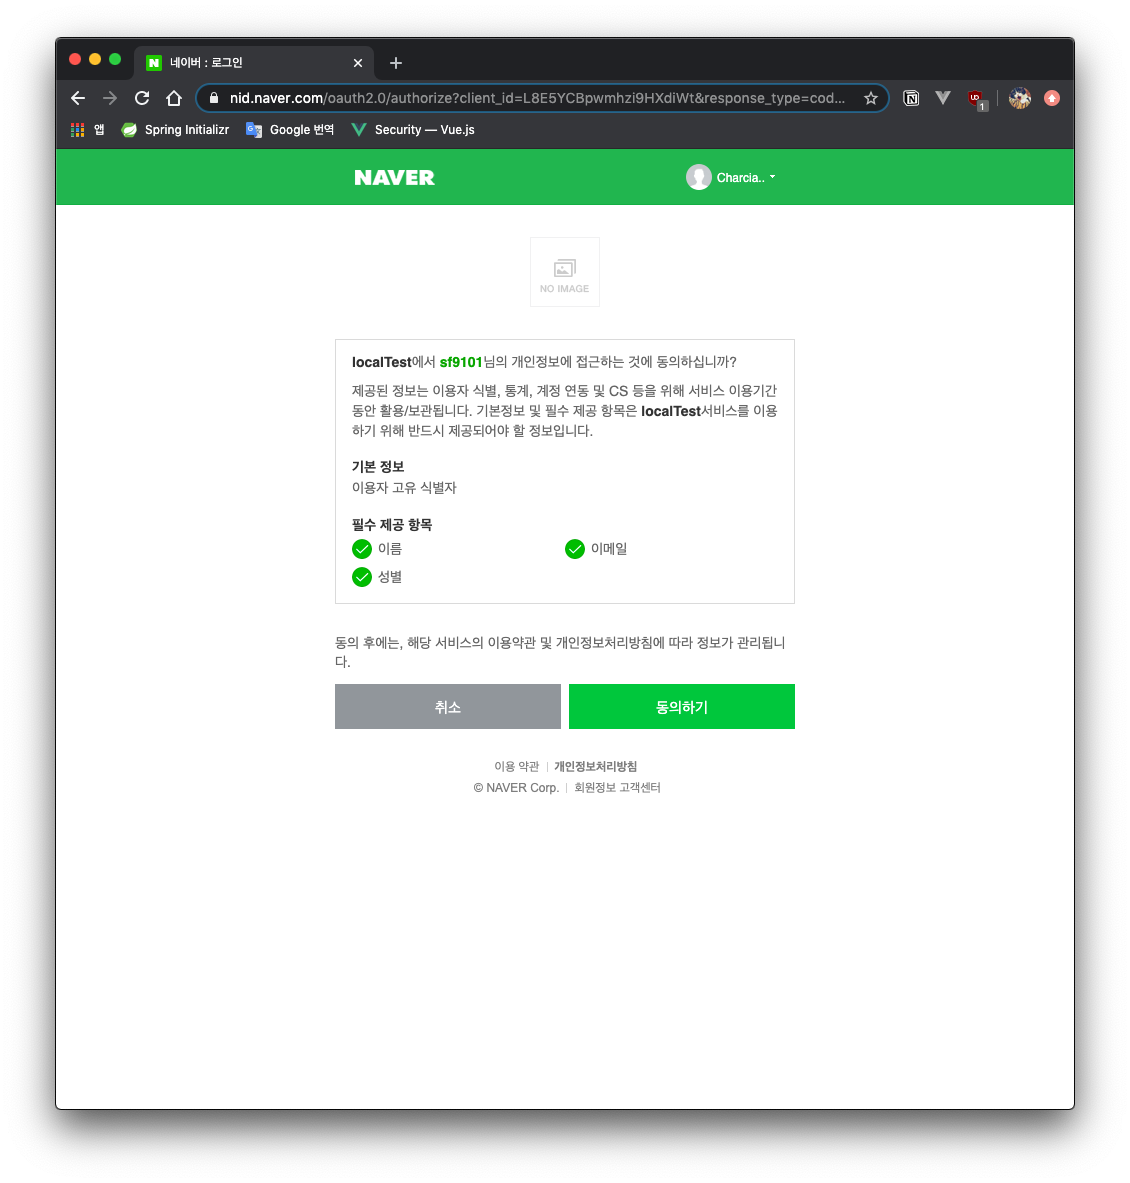 네이버 : 로그인
nid.naver.com/oauth2.0/authorize?client_id=L8E5YCBpwmhzi9HXdiWt&response_type=cod...
1
앱 Spring Initializr Google 번역 Security — Vue.js
NAVER Charcia..
NO IMAGE
localTest에서 sf9101님의 개인정보에 접근하는 것에 동의하십니까?
제공된 정보는 이용자 식별, 통계, 계정 연동 및 CS 등을 위해 서비스 이용기간
동안 활용/보관됩니다. 기본정보 및 필수 제공 항목은 localTest서비스를 이용
하기 위해 반드시 제공되어야 할 정보입니다.
기본 정보
이용자 고유 식별자
필수 제공 항목
이름 이메일
성별
동의 후에는, 해당 서비스의 이용약관 및 개인정보처리방침에 따라 정보가 관리됩니
다.
취소 동의하기
이용 약관 개인정보처리방침
© NAVER Corp. 회원정보 고객센터